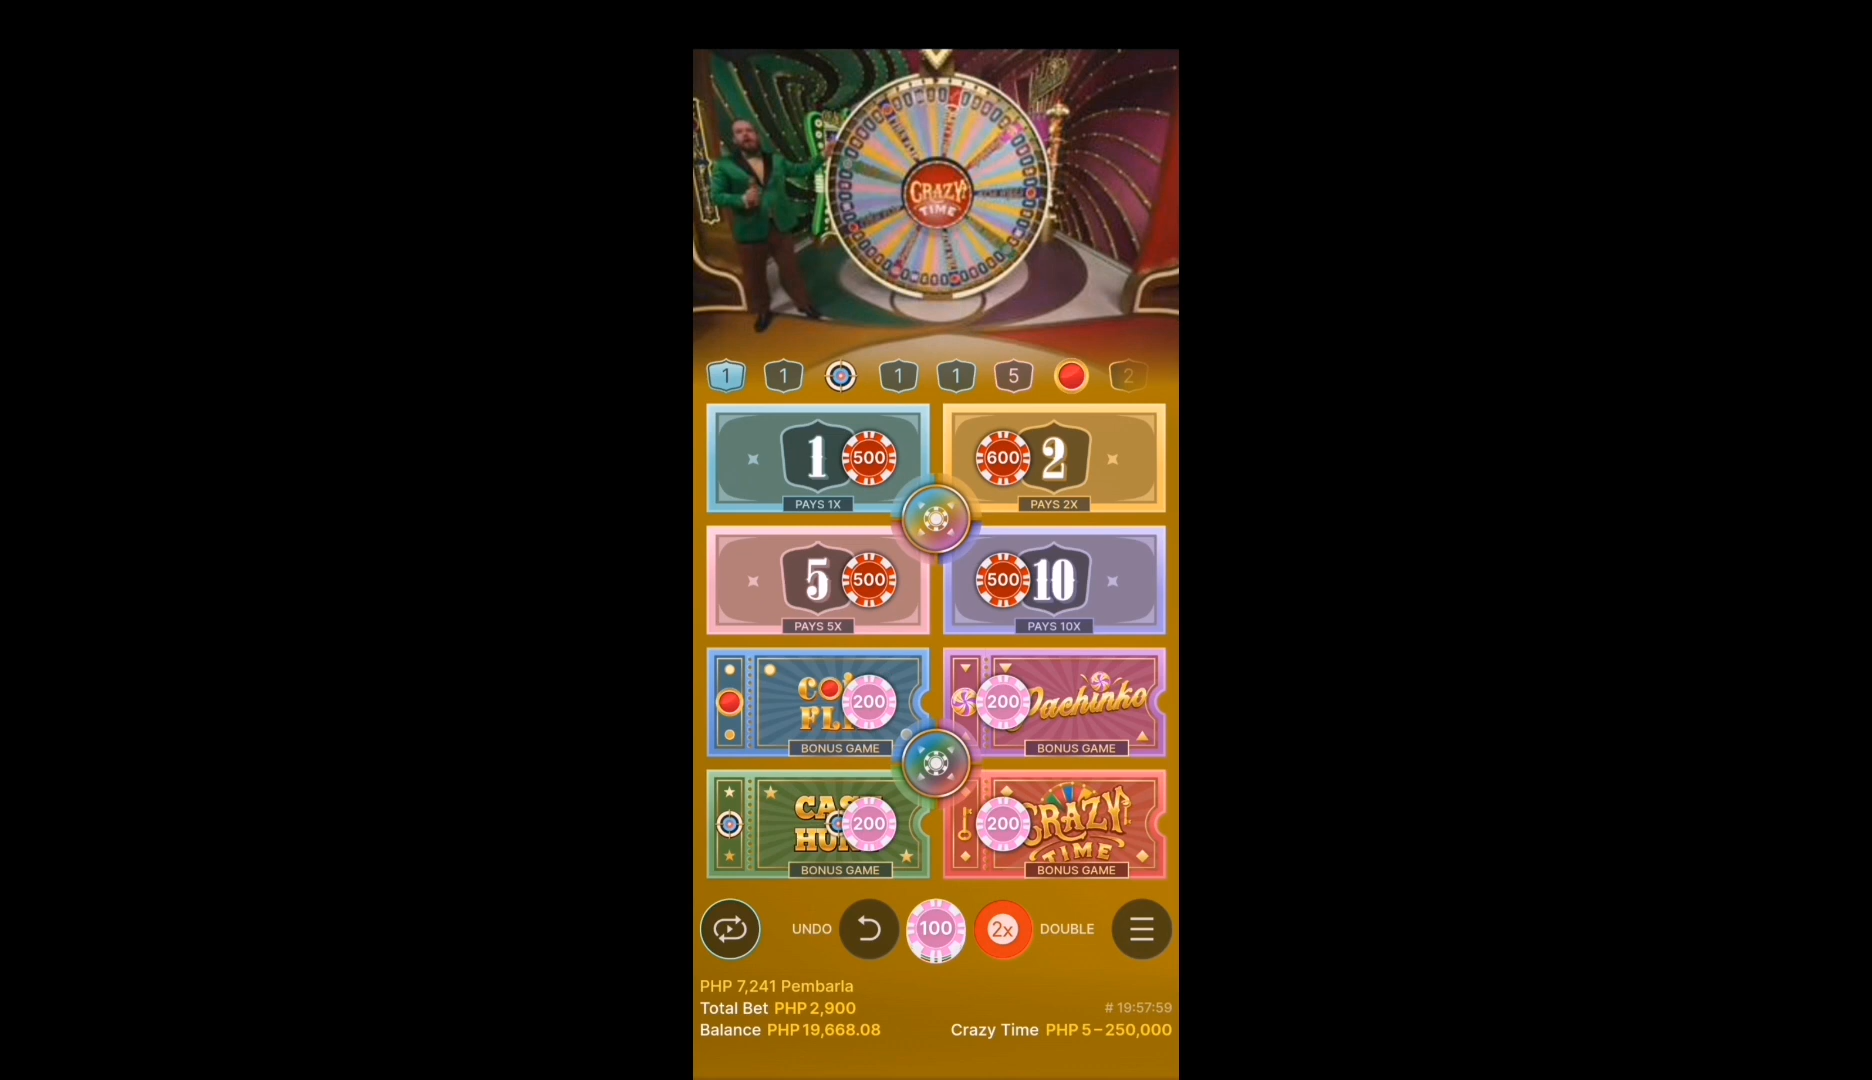 CRAZY!
TIME
1 1 1 1 5 2
1 500
PAYS 1X
600 2
PAYS 2X
5 500
PAYS 5X
500 10
PAYS 10X
200
BONUS GAME
200 Pachinko
BONUS GAME
200
BONUS GAME
200 CRAZY!
TIME
BONUS GAME
UNDO 100 2x DOUBLE
PHP 7,241 Pembarla
Total Bet PHP 2,900
# 19:57:59
Balance PHP 19,668.08
Crazy Time PHP 5–250,000